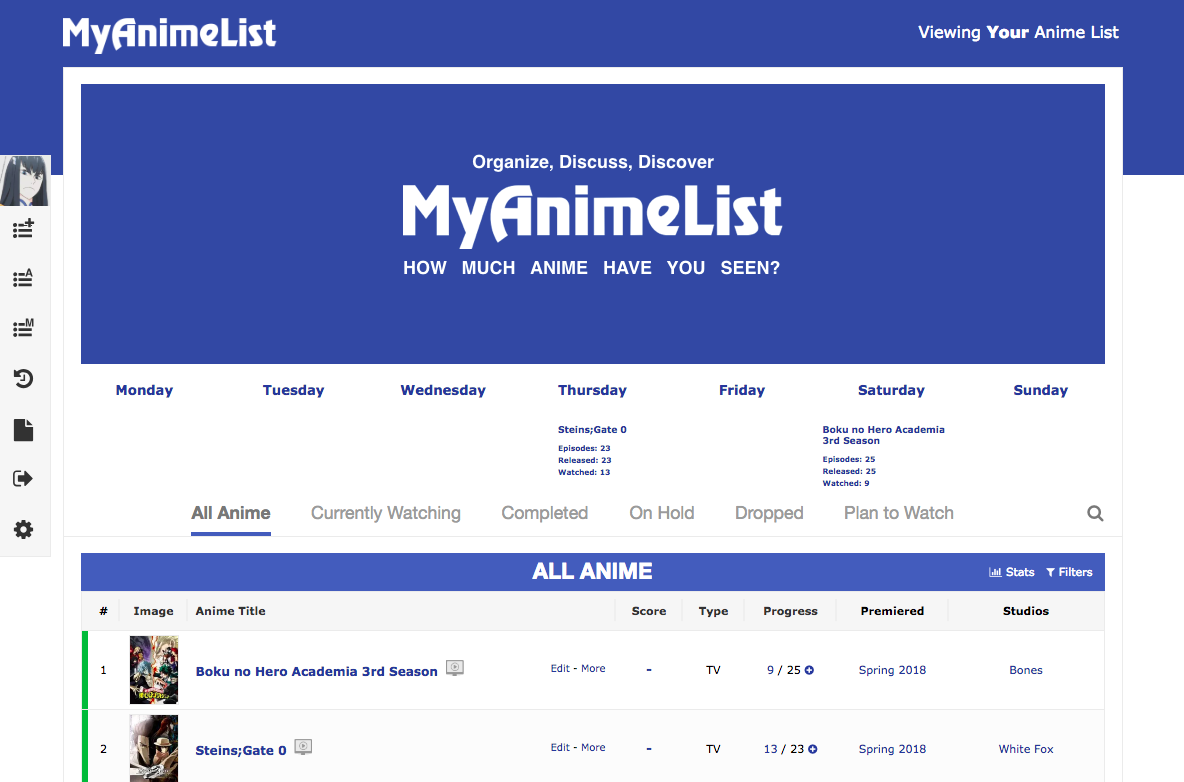 MyAnimeList
Viewing Your Anime List
Organize, Discuss, Discover
MyAnimeList
HOW MUCH ANIME HAVE YOU SEEN?
Monday Tuesday Wednesday Thursday Friday Saturday Sunday
Steins;Gate 0
Episodes: 23
Released: 23
Watched: 13
Boku no Hero Academia
3rd Season
Episodes: 25
Released: 25
Watched: 9
A
M
All Anime Currently Watching Completed On Hold Dropped Plan to Watch
ALL ANIME
Stats Filters
# Image Anime Title Score Type Progress Premiered Studios
1 Boku no Hero Academia 3rd Season Edit - More - TV 9 / 25 Spring 2018 Bones
2 Steins;Gate 0 Edit - More - TV 13 / 23 Spring 2018 White Fox